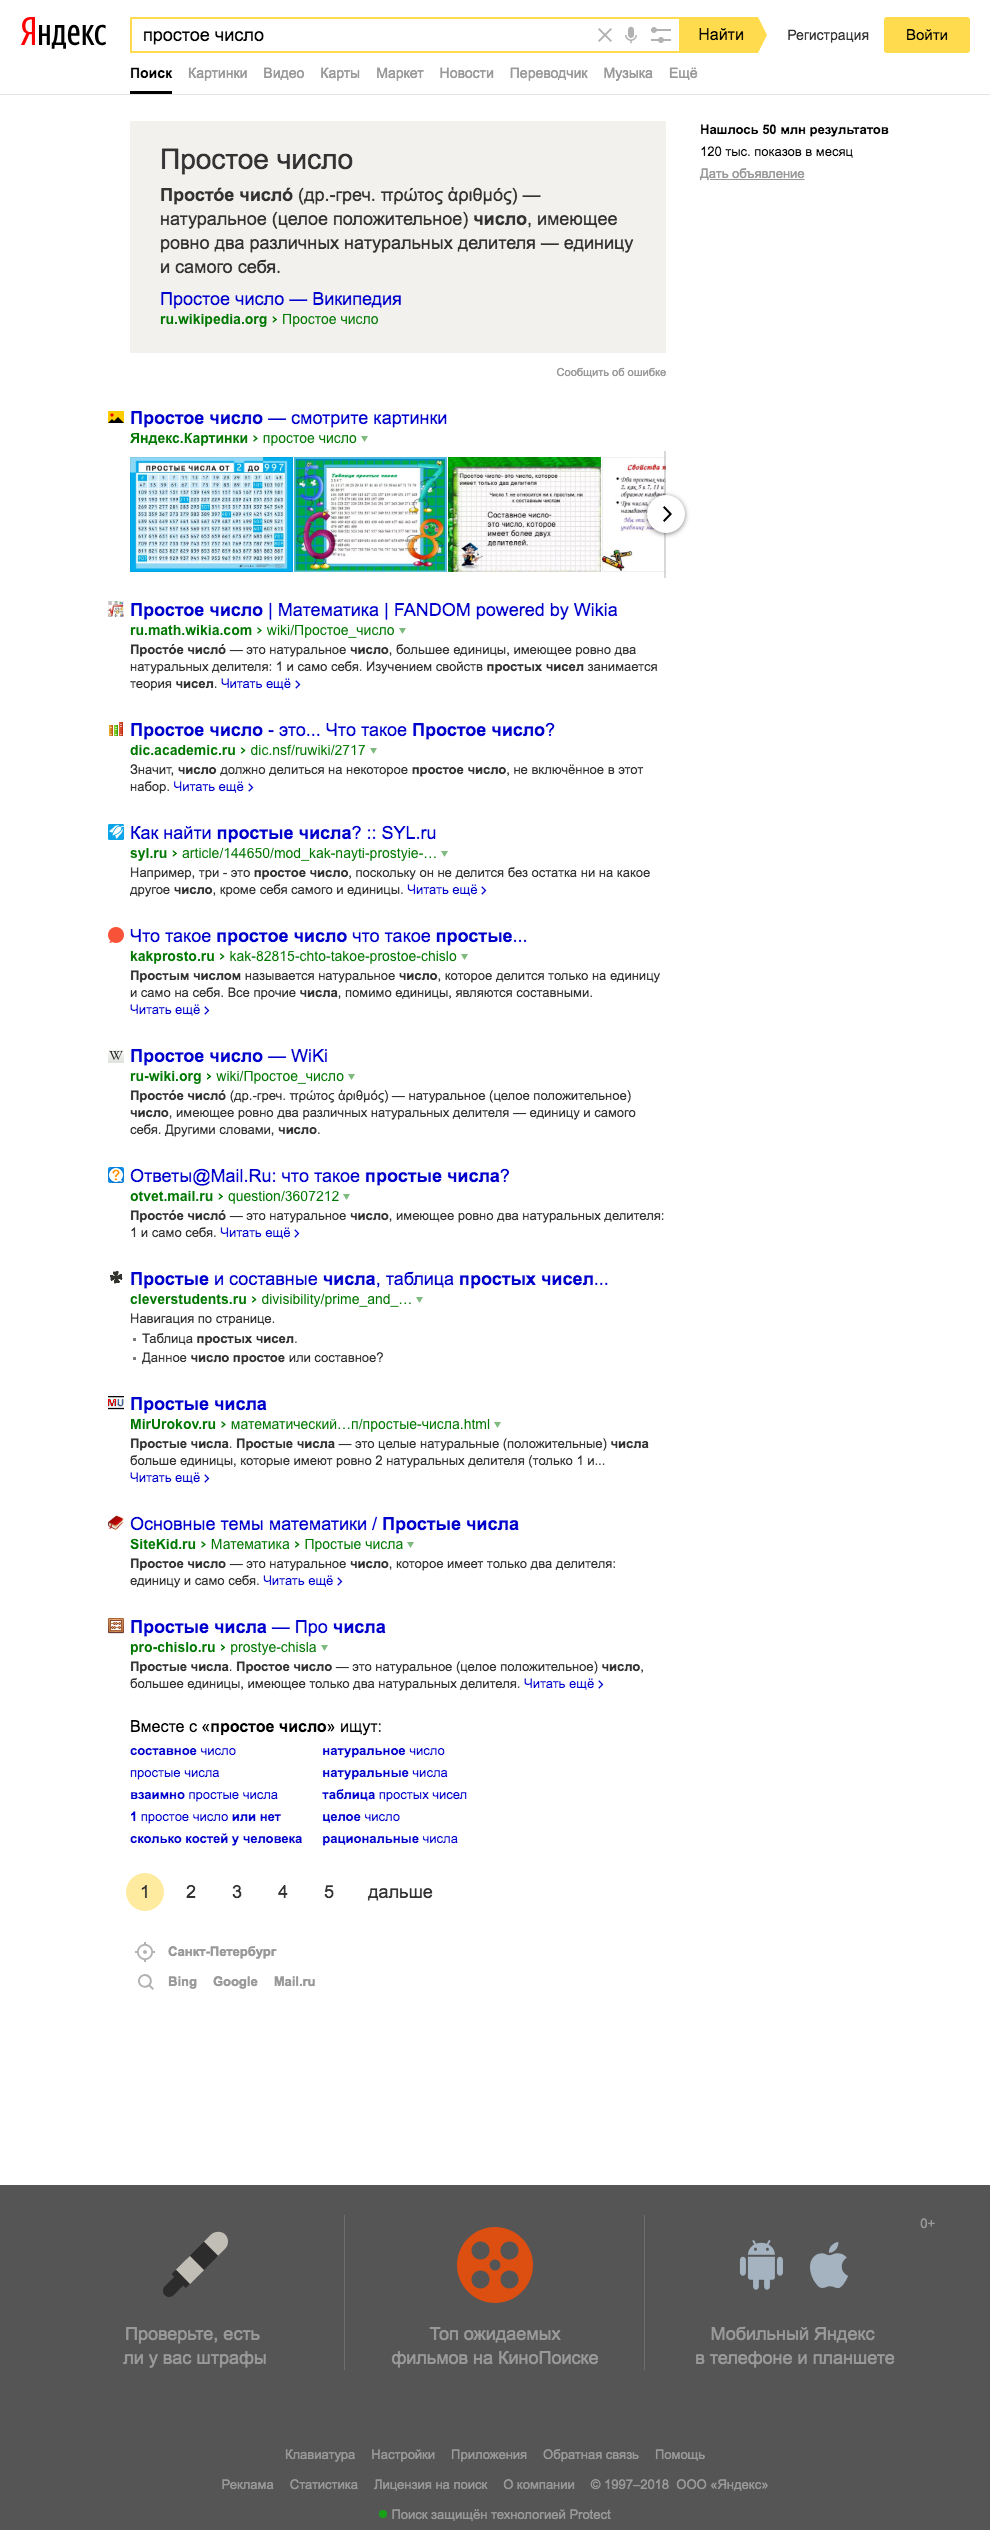 Яндекс
простое число
Найти
Регистрация
Войти
Поиск Картинки Видео Карты Маркет Новости Переводчик Музыка Ещё
Простое число
Просто́е число́ (др.-греч. πρώτος ἀριθμός) —
натуральное (целое положительное) число, имеющее
ровно два различных натуральных делителя — единицу
и самого себя.
Простое число — Википедия
ru.wikipedia.org › Простое число
Сообщить об ошибке
Нашлось 50 млн результатов
120 тыс. показов в месяц
Дать объявление
Простое число — смотрите картинки
Яндекс.Картинки › простое число
ПРОСТЫЕ ЧИСЛА ОТ 2 ДО 997
Таблица простых чисел
Простое число- это число, которое
имеет только два делителя
Число 1 не относится ни к простым, ни
к составным числам
Составное число-
это число, которое
имеет более двух
делителей.
Простое число | Математика | FANDOM powered by Wikia
ru.math.wikia.com › wiki/Простое_число
Просто́е число́ — это натуральное число, большее единицы, имеющее ровно два
натуральных делителя: 1 и само себя. Изучением свойств простых чисел занимается
теория чисел. Читать ещё ›
Простое число - это... Что такое Простое число?
dic.academic.ru › dic.nsf/ruwiki/2717
Значит, число должно делиться на некоторое простое число, не включённое в этот
набор. Читать ещё ›
Как найти простые числа? :: SYL.ru
syl.ru › article/144650/mod_kak-nayti-prostyie-…
Например, три - это простое число, поскольку он не делится без остатка ни на какое
другое число, кроме себя самого и единицы. Читать ещё ›
Что такое простое число что такое простые...
kakprosto.ru › kak-82815-chto-takoe-prostoe-chislo
Простым числом называется натуральное число, которое делится только на единицу
и само на себя. Все прочие числа, помимо единицы, являются составными.
Читать ещё ›
W
Простое число — WiKi
ru-wiki.org › wiki/Простое_число
Просто́е число́ (др.-греч. πρώτος ἀριθμός) — натуральное (целое положительное)
число, имеющее ровно два различных натуральных делителя — единицу и самого
себя. Другими словами, число.
Ответы@Mail.Ru: что такое простые числа?
otvet.mail.ru › question/3607212
Просто́е число́ — это натуральное число, имеющее ровно два натуральных делителя:
1 и само себя. Читать ещё ›
Простые и составные числа, таблица простых чисел...
cleverstudents.ru › divisibility/prime_and_…
Навигация по странице.
Таблица простых чисел.
Данное число простое или составное?
MU
Простые числа
MirUrokov.ru › математический…п/простые-числа.html
Простые числа. Простые числа — это целые натуральные (положительные) числа
больше единицы, которые имеют ровно 2 натуральных делителя (только 1 и...
Читать ещё ›
Основные темы математики / Простые числа
SiteKid.ru › Математика › Простые числа
Простое число — это натуральное число, которое имеет только два делителя:
единицу и само себя. Читать ещё ›
Простые числа — Про числа
pro-chislo.ru › prostye-chisla
Простые числа. Простое число — это натуральное (целое положительное) число,
большее единицы, имеющее только два натуральных делителя. Читать ещё ›
Вместе с «простое число» ищут:
составное число
натуральное число
простые числа
натуральные числа
взаимно простые числа
таблица простых чисел
1 простое число или нет
целое число
сколько костей у человека
рациональные числа
1 2 3 4 5 дальше
Санкт-Петербург
Bing Google Mail.ru
0+
Проверьте, есть
ли у вас штрафы
Топ ожидаемых
фильмов на КиноПоиске
Мобильный Яндекс
в телефоне и планшете
Клавиатура Настройки Приложения Обратная связь Помощь
Реклама Статистика Лицензия на поиск О компании © 1997–2018 ООО «Яндекс»
Поиск защищён технологией Protect